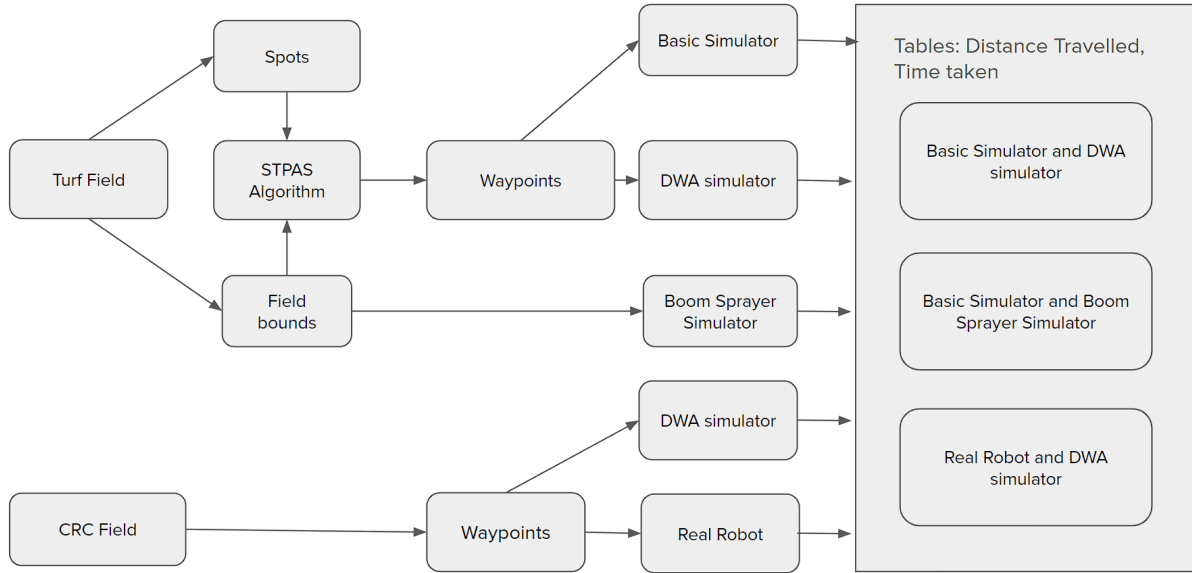 Spots
Turf Field
STPAS
Algorithm
Field
bounds
Waypoints
Basic Simulator
DWA simulator
Boom Sprayer
Simulator
CRC Field
Waypoints
DWA simulator
Real Robot
Tables: Distance Travelled,
Time taken
Basic Simulator and DWA
simulator
Basic Simulator and Boom
Sprayer Simulator
Real Robot and DWA
simulator